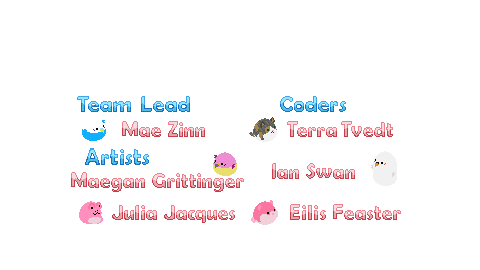 Team Lead
Mae Zinn
Artists
Maegan Grittinger
Julia Jacques
Coders
Terra Tvedt
Ian Swan
Eilis Feaster